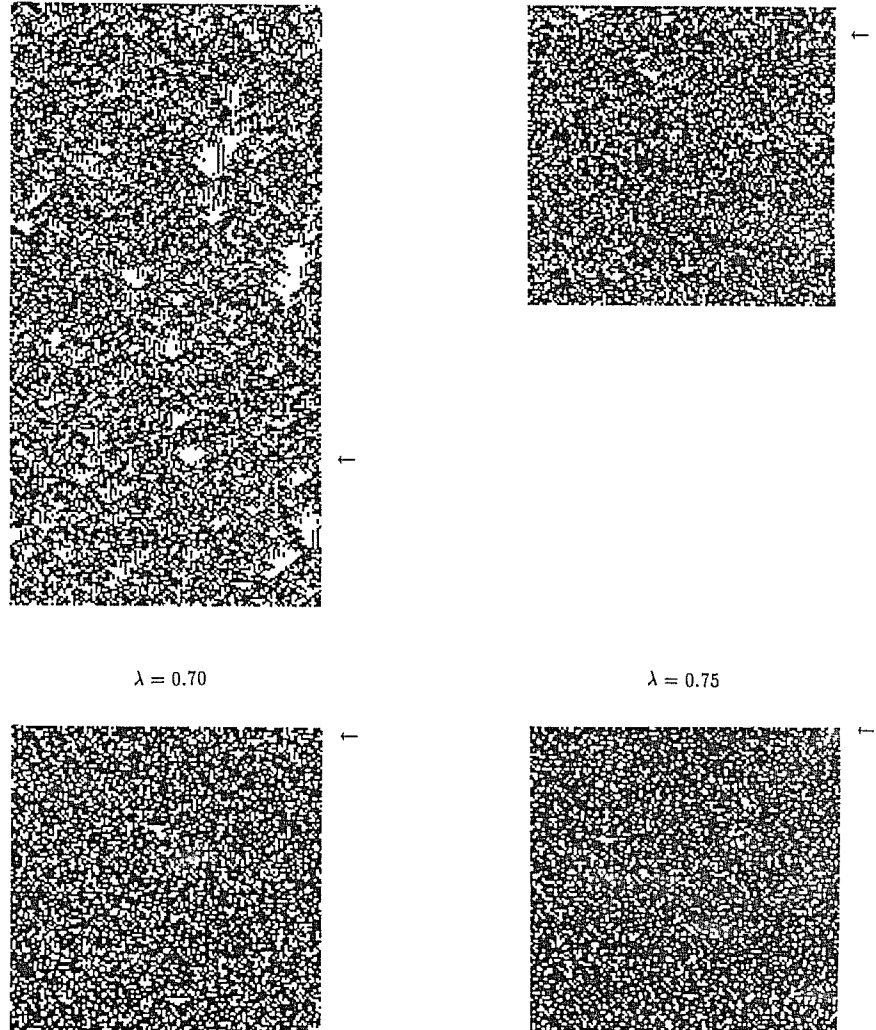 ←
←
λ = 0.70
λ = 0.75
←
←